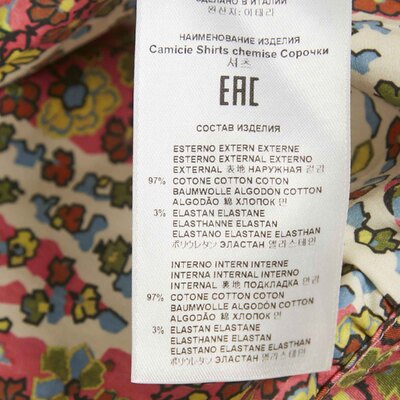 СДЕЛАНО В ИТАЛИИ
НАИМЕНОВАНИЕ ИЗДЕЛИЯ
Camicie Shirts chemise Сорочки
셔츠
EAC
СОСТАВ ИЗДЕЛИЯ
ESTERNO EXTERN EXTERNE
ESTERNO EXTERNAL EXTERNO
EXTERNAL 表地 НАРУЖНАЯ 겉감
97% COTONE COTTON COTON
BAUMWOLLE ALGODON COTTON
ALGODÃO 綿 ХЛОПОК 면
3% ELASTAN ELASTANE
ELASTHANNE ELASTAN
ELASTANO ELASTANE ELASTHAN
ポリウレタン ЭЛАСТАН 엘라스테인
INTERNO INTERN INTERNE
INTERNA INTERNAL INTERNO
INTERNAL 裏地 ПОДКЛАДКА 안감
97% COTONE COTTON COTON
BAUMWOLLE ALGODÓN COTTON
ALGODÃO 綿 ХЛОПОК 면
3% ELASTAN ELASTANE
ELASTHANNE ELASTAN
ELASTANO ELASTANE ELASTHAN
ポリウレタン ЭЛАСТАН 엘라스테인